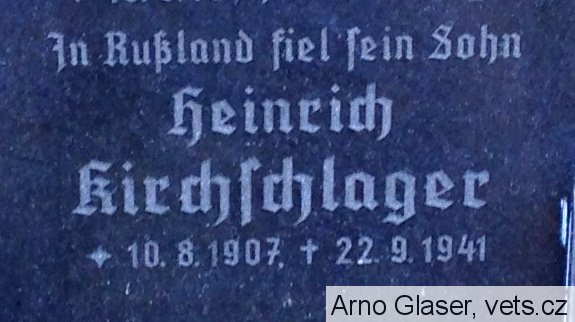 In Rußland fiel sein Sohn
Heinrich
Kirchschlager
✦ 10.8.1907, † 22.9.1941
Arno Glaser, vets.cz